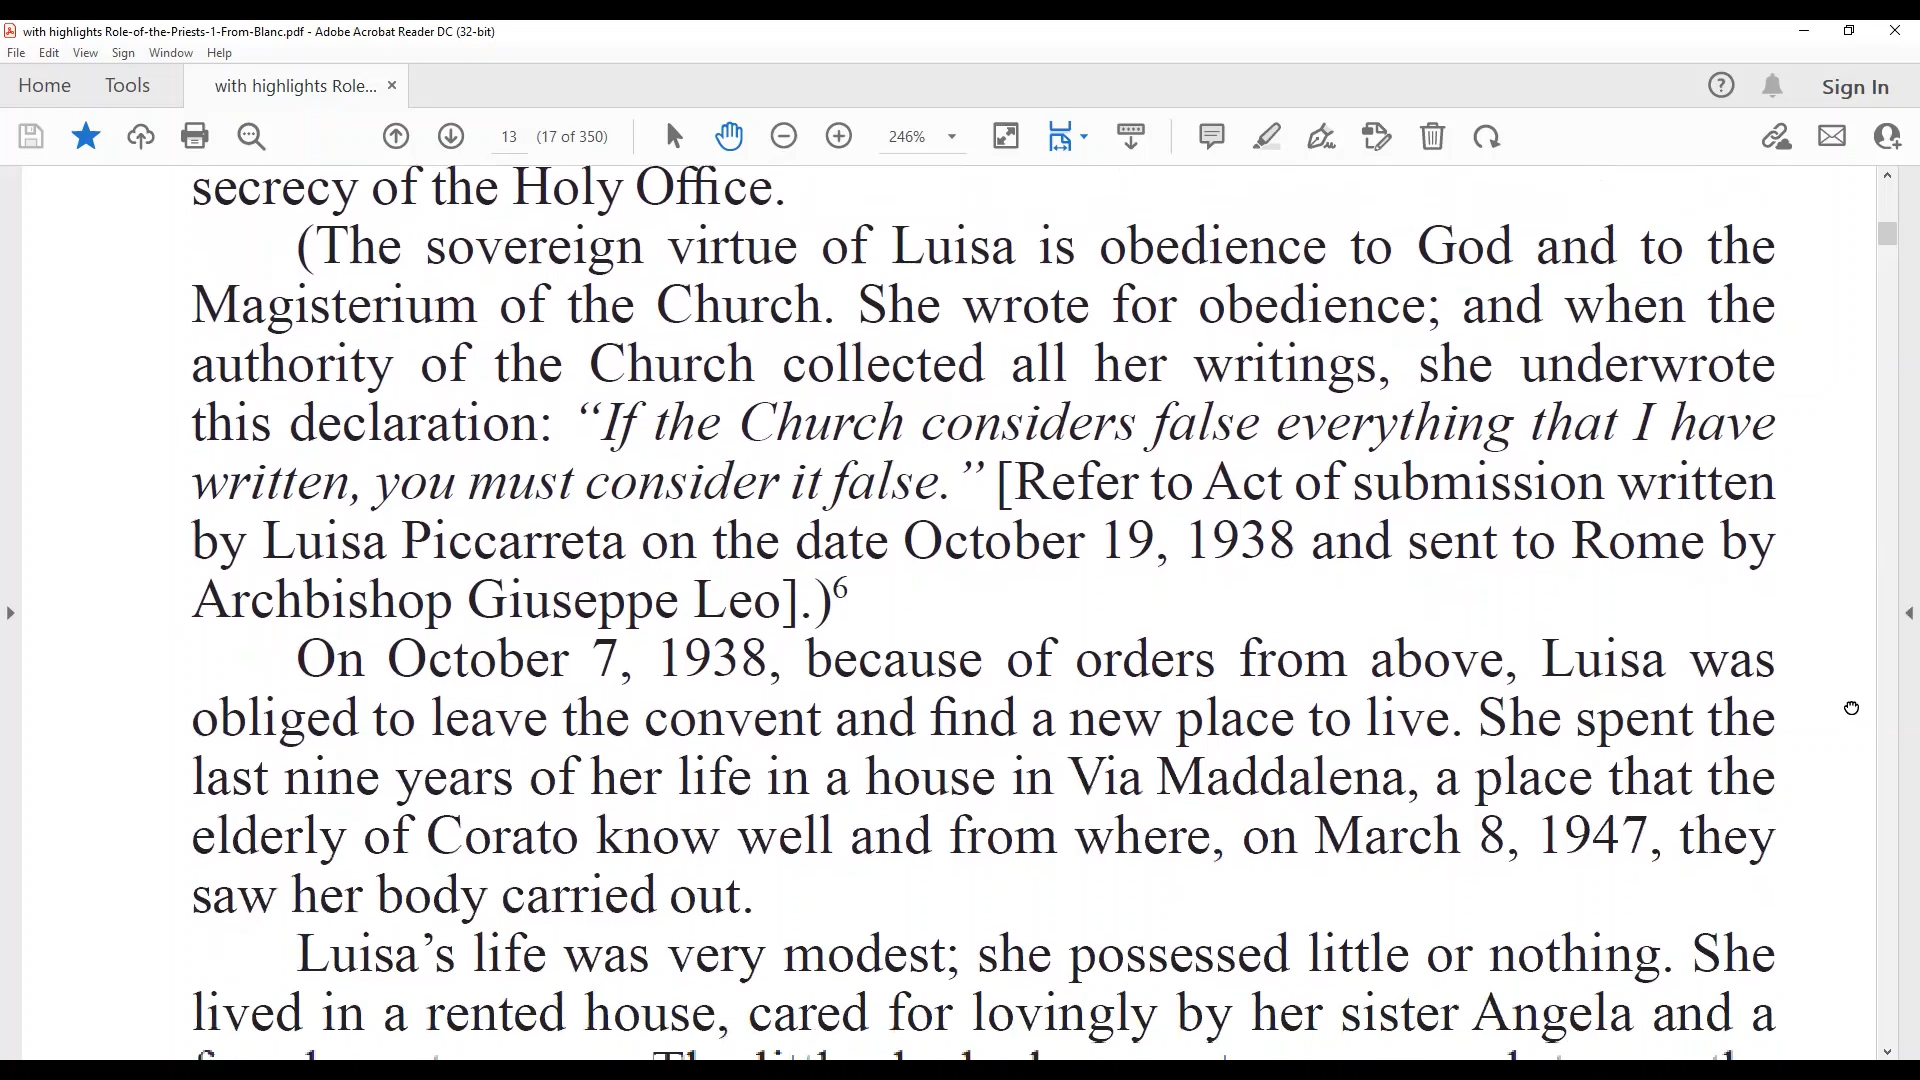 with highlights Role-of-the-Priests-1-From-Blanc.pdf - Adobe Acrobat Reader DC (32-bit)
File Edit View Sign Window Help
Home Tools with highlights Role... × Sign In
13 (17 of 350) 246%
secrecy of the Holy Office.
(The sovereign virtue of Luisa is obedience to God and to the
Magisterium of the Church. She wrote for obedience; and when the
authority of the Church collected all her writings, she underwrote
this declaration: “If the Church considers false everything that I have
written, you must consider it false.” [Refer to Act of submission written
by Luisa Piccarreta on the date October 19, 1938 and sent to Rome by
Archbishop Giuseppe Leo].)⁶
On October 7, 1938, because of orders from above, Luisa was
obliged to leave the convent and find a new place to live. She spent the
last nine years of her life in a house in Via Maddalena, a place that the
elderly of Corato know well and from where, on March 8, 1947, they
saw her body carried out.
Luisa’s life was very modest; she possessed little or nothing. She
lived in a rented house, cared for lovingly by her sister Angela and a